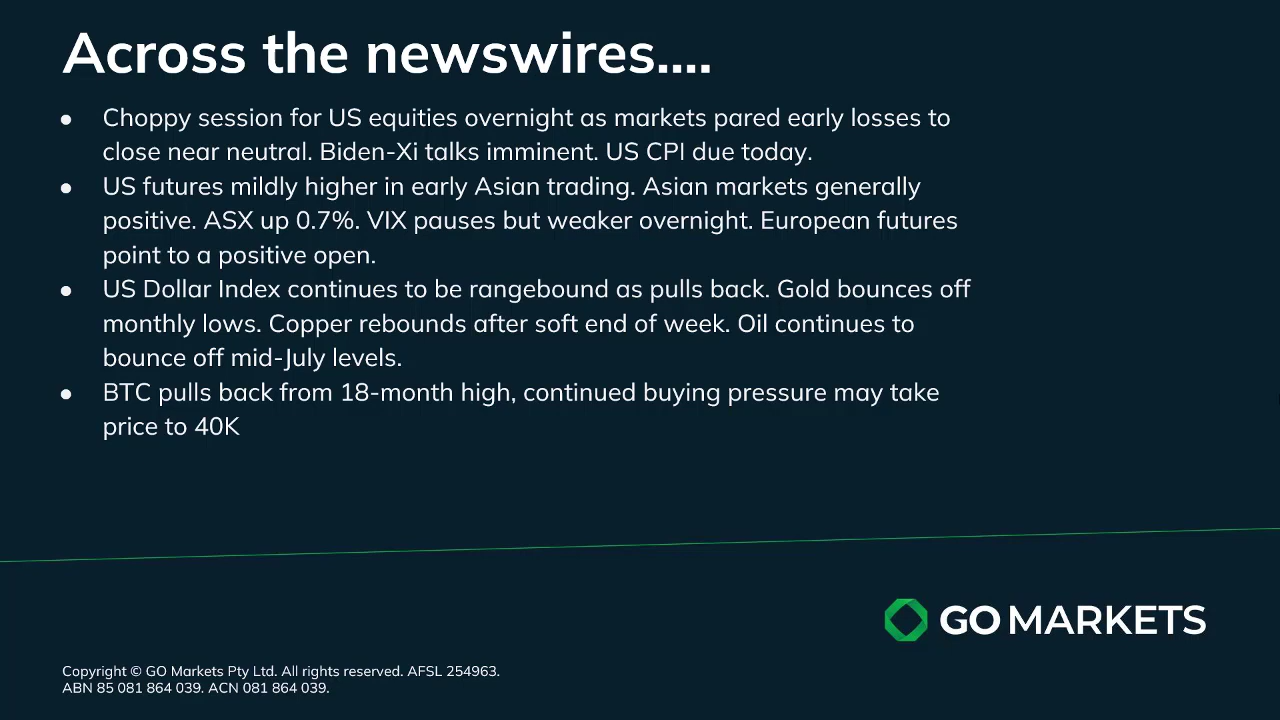 Across the newswires....
● Choppy session for US equities overnight as markets pared early losses to
close near neutral. Biden-Xi talks imminent. US CPI due today.
● US futures mildly higher in early Asian trading. Asian markets generally
positive. ASX up 0.7%. VIX pauses but weaker overnight. European futures
point to a positive open.
● US Dollar Index continues to be rangebound as pulls back. Gold bounces off
monthly lows. Copper rebounds after soft end of week. Oil continues to
bounce off mid-July levels.
● BTC pulls back from 18-month high, continued buying pressure may take
price to 40K
GO MARKETS
Copyright © GO Markets Pty Ltd. All rights reserved. AFSL 254963.
ABN 85 081 864 039. ACN 081 864 039.